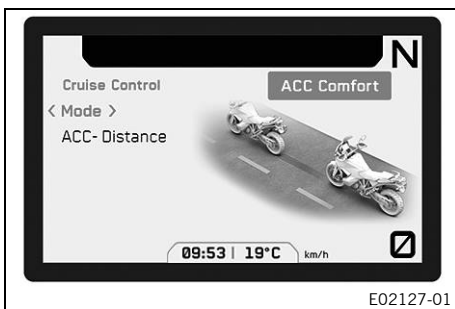 N
Cruise Control
ACC Comfort
< Mode >
ACC- Distance
09:53 | 19°C km/h
E02127-01